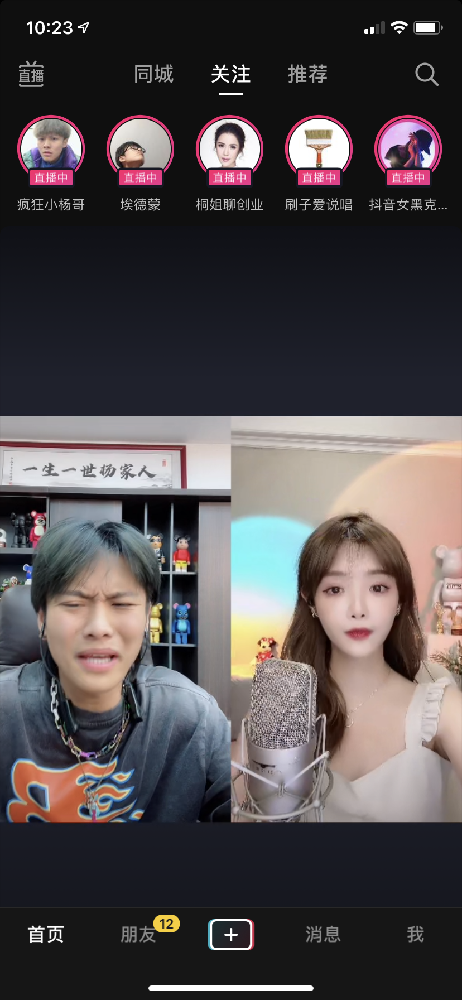 10:23
直播
同城 关注 推荐
直播中 直播中 直播中 直播中 直播中
疯狂小杨哥 埃德蒙 桐姐聊创业 刷子爱说唱 抖音女黑克...
一生一世杨家人
首页 朋友 12 消息 我